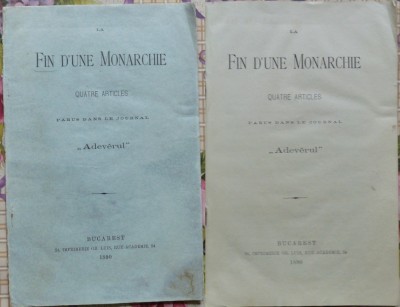 LA
FIN D'UNE MONARCHIE
QUATRE ARTICLES
PARUS DANS LE JOURNAL
„Adevĕrul"
BUCAREST
1890
LA
FIN D'UNE MONARCHIE
QUATRE ARTICLES
PARUS DANS LE JOURNAL
„Adevĕrul"
BUCAREST